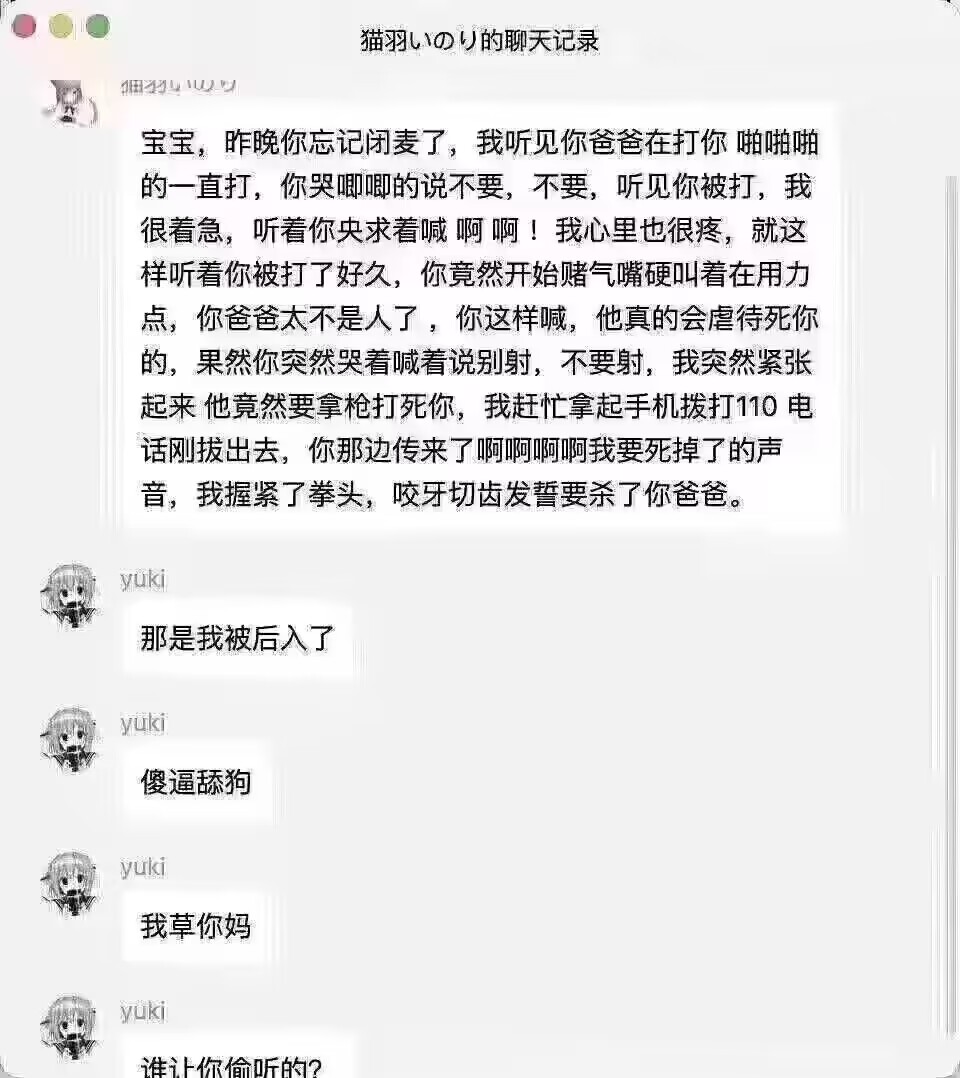 猫羽いのり的聊天记录
猫羽いのり
宝宝，昨晚你忘记闭麦了，我听见你爸爸在打你 啪啪啪
的一直打，你哭唧唧的说不要，不要，听见你被打，我
很着急，听着你央求着喊 啊 啊 ！我心里也很疼，就这
样听着你被打了好久，你竟然开始赌气嘴硬叫着在用力
点，你爸爸太不是人了 ，你这样喊，他真的会虐待死你
的，果然你突然哭着喊着说别射，不要射，我突然紧张
起来 他竟然要拿枪打死你，我赶忙拿起手机拨打110 电
话刚拔出去，你那边传来了啊啊啊啊我要死掉了的声
音，我握紧了拳头，咬牙切齿发誓要杀了你爸爸。
yuki
那是我被后入了
yuki
傻逼舔狗
yuki
我草你妈
yuki
谁让你偷听的?